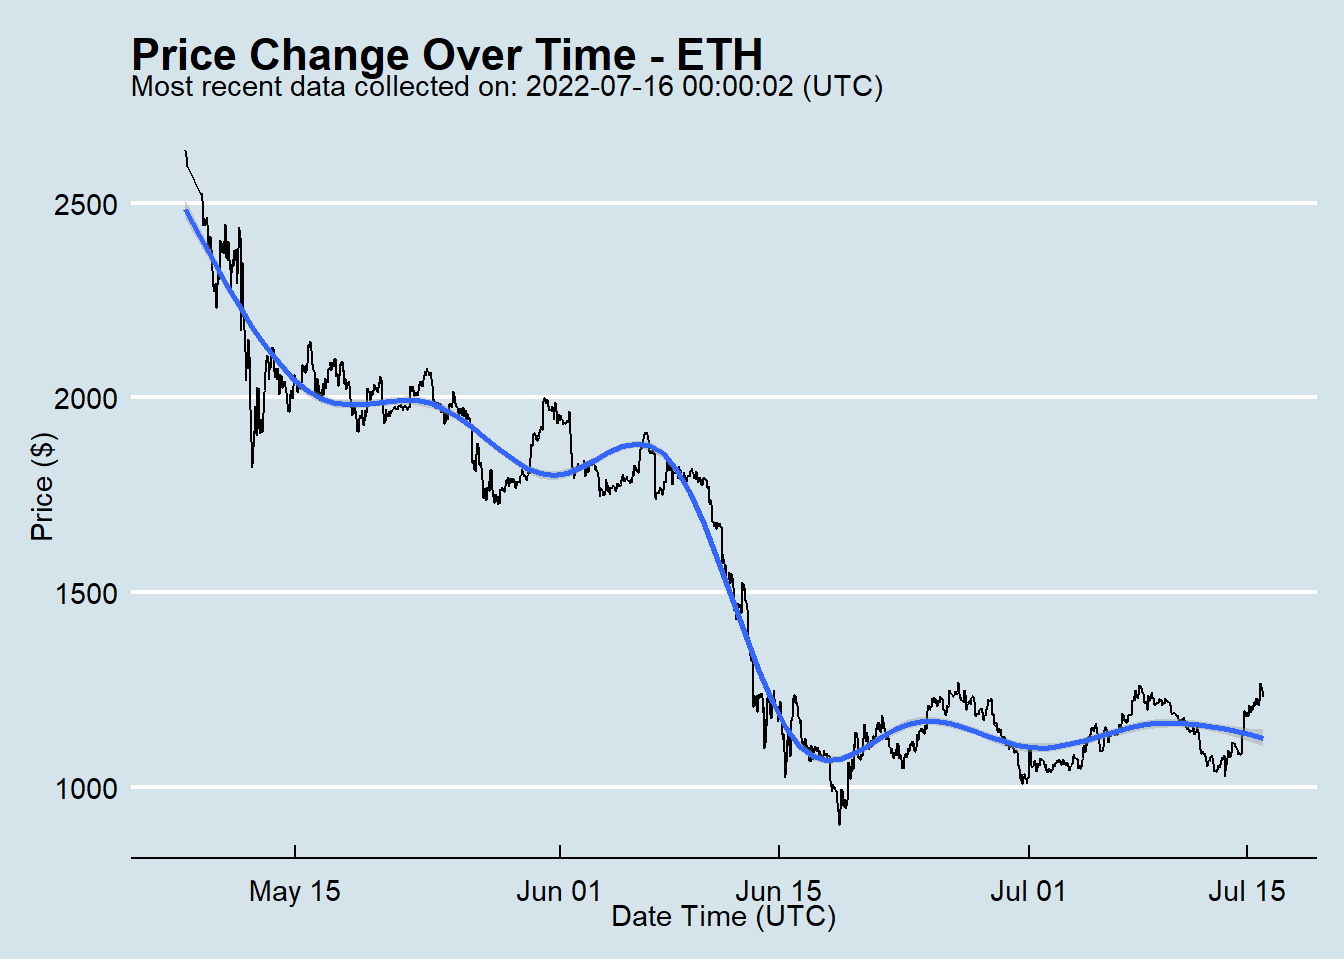 Price Change Over Time - ETH
Most recent data collected on: 2022-07-16 00:00:02 (UTC)
2500
2000
1500
1000
Price ($)
May 15
Jun 01
Jun 15
Jul 01
Jul 15
Date Time (UTC)